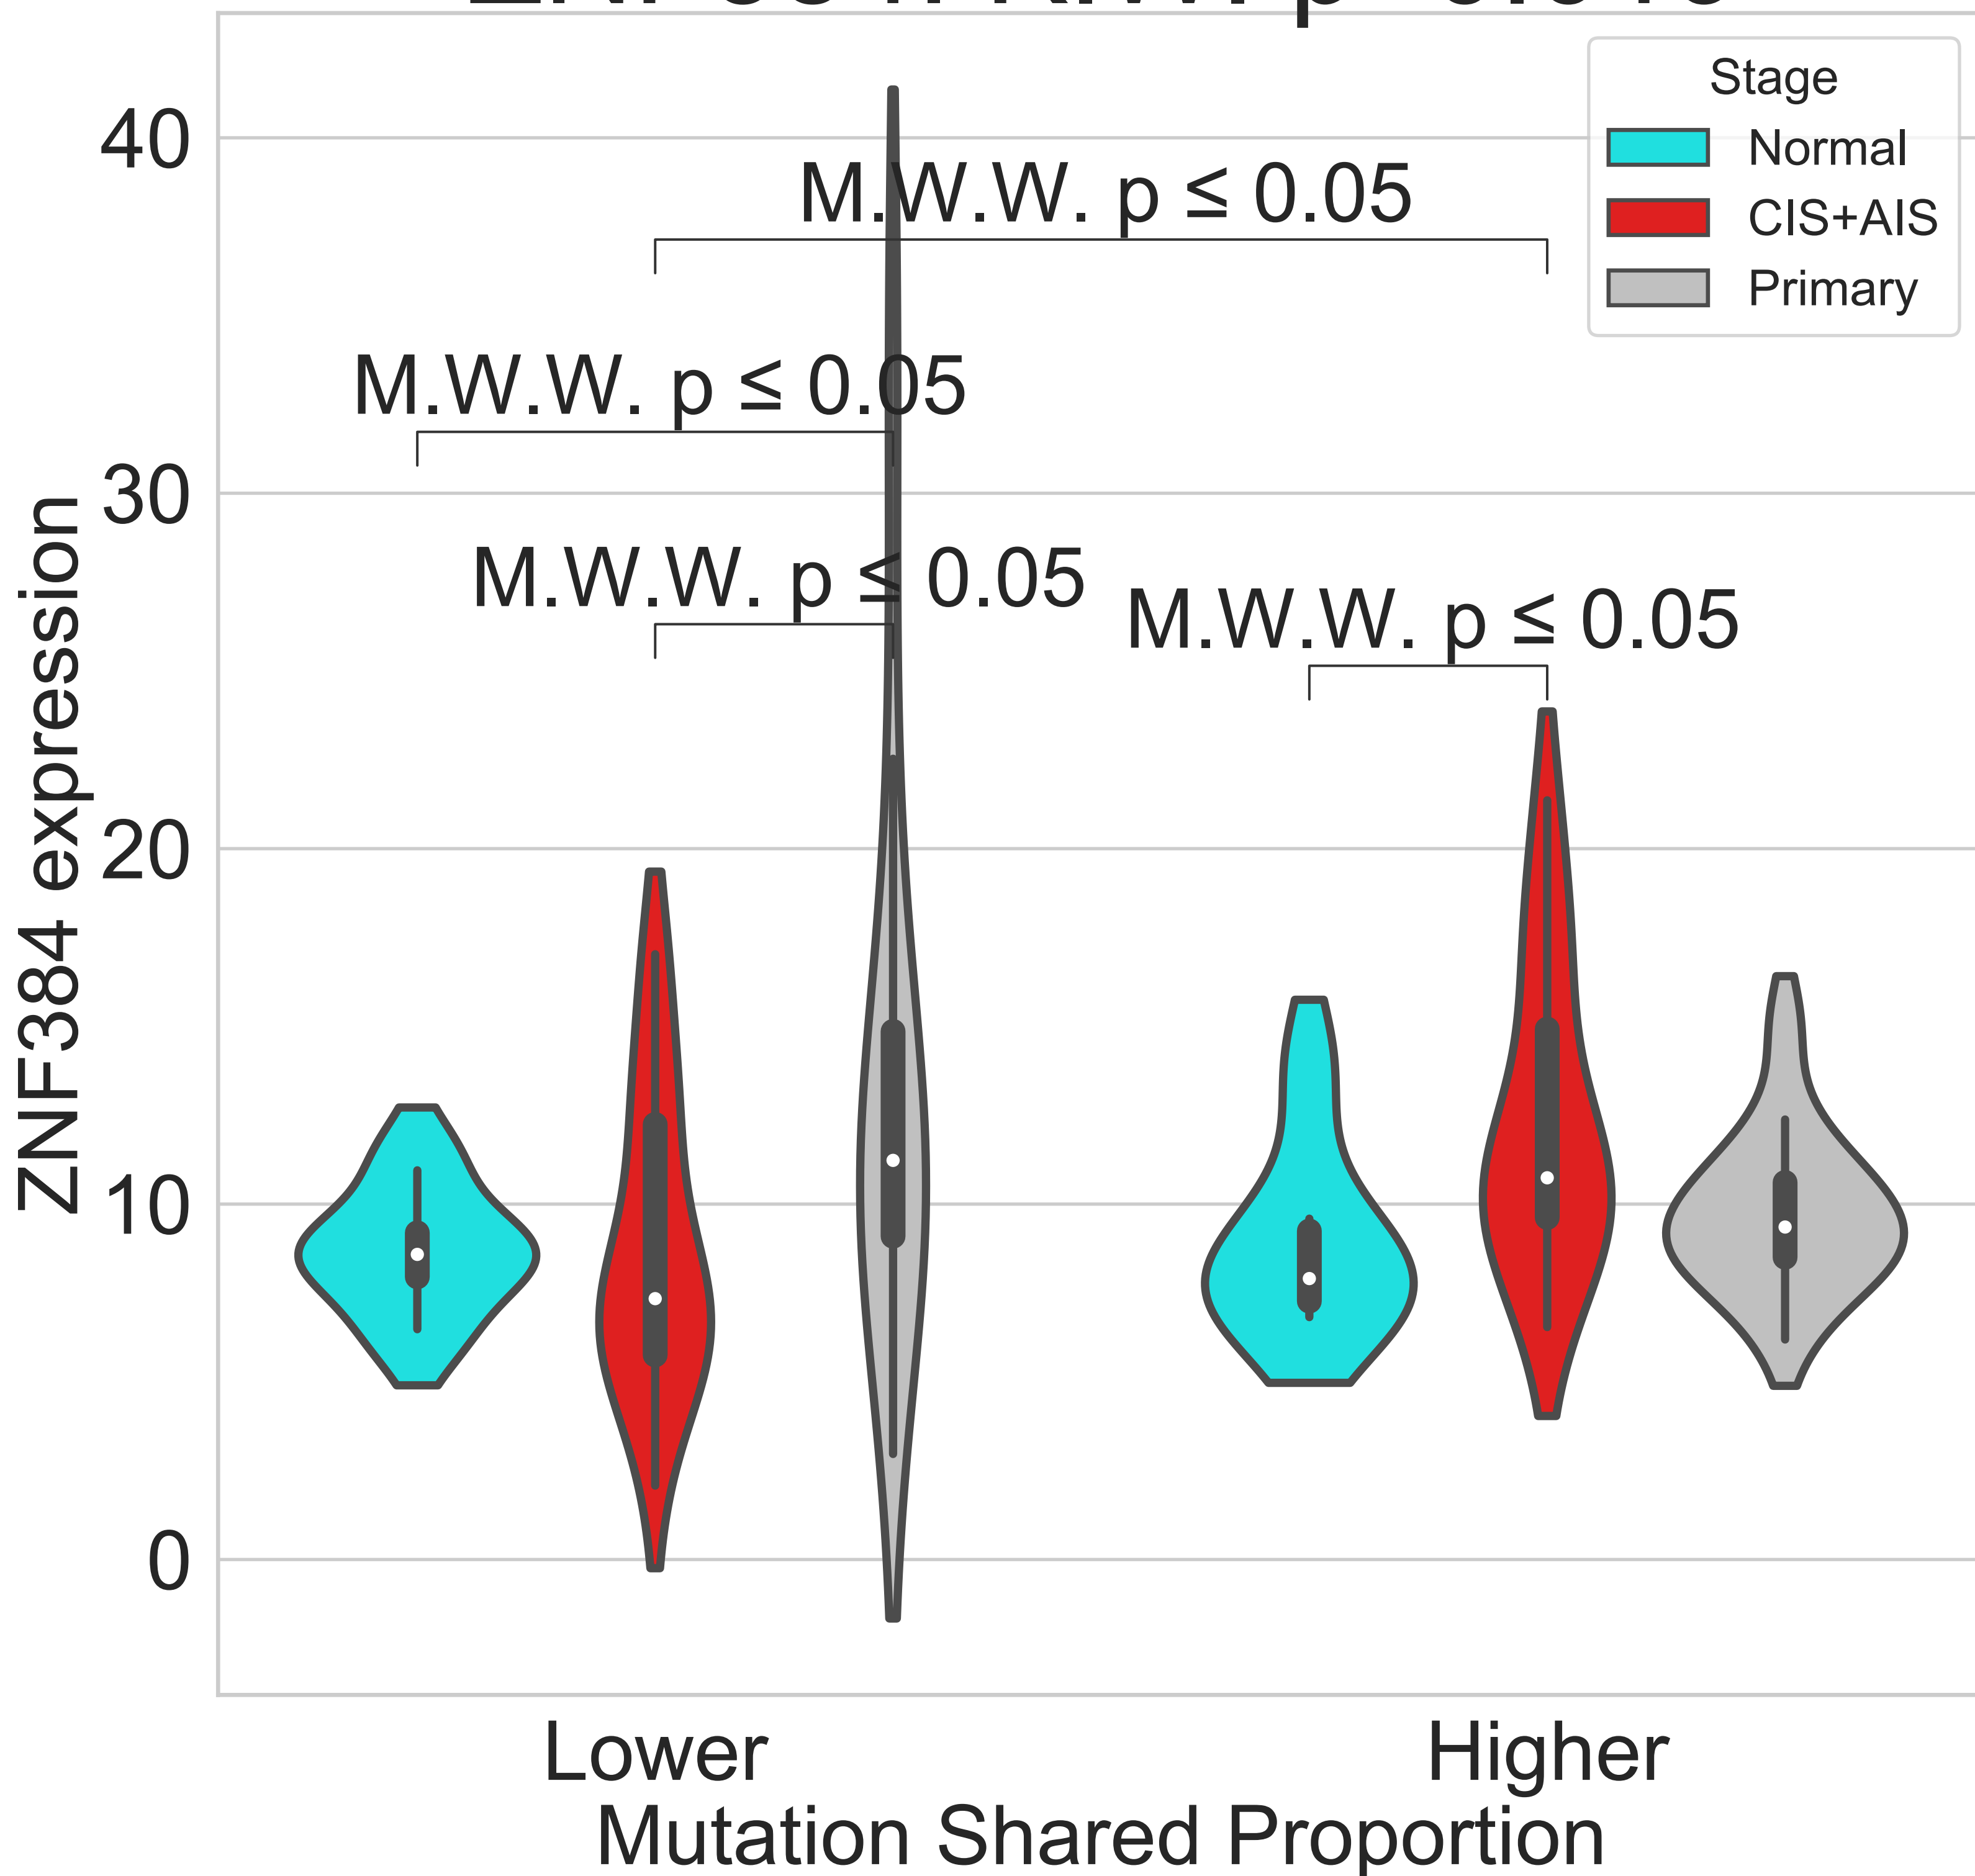 Stage
Normal
CIS+AIS
Primary
40
30
20
10
0
ZNF384 expression
M.W.W. p ≤ 0.05
M.W.W. p ≤ 0.05
M.W.W. p ≤ 0.05
M.W.W. p ≤ 0.05
Lower
Higher
Mutation Shared Proportion